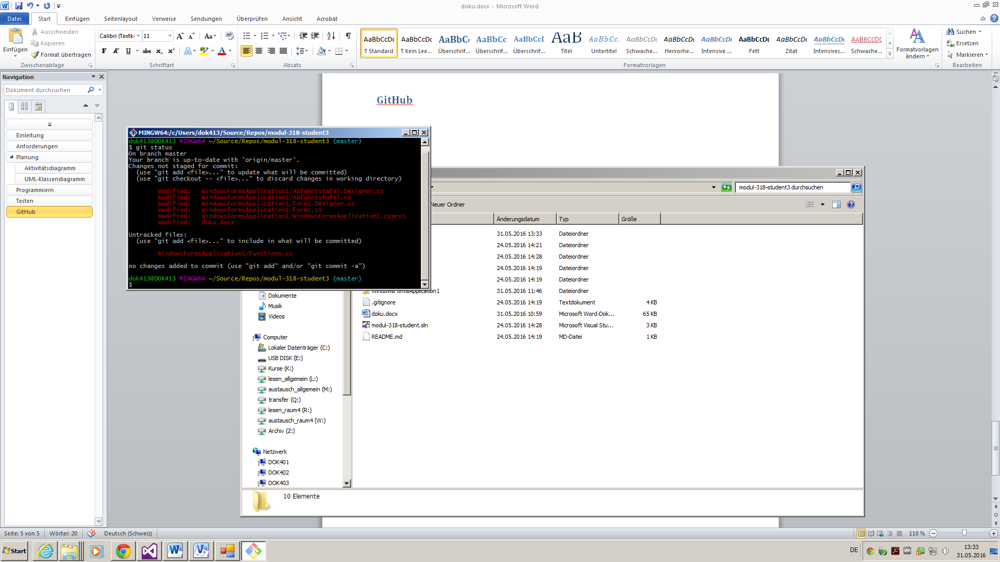 doku.docx - Microsoft Word
Datei Start Einfügen Seitenlayout Verweise Sendungen Überprüfen Ansicht Acrobat
Einfügen
Ausschneiden
Kopieren
Format übertragen
Zwischenablage
Calibri (Textk 11
F K U abc x₂ x²
Schriftart
Absatz
AaBbCcDc AaBbCcDc AaBbC AaBbCc AaBbCcI AaB AaBbCc. AaBbCcDc AaBbCcDc AaBbCcDc AaBbCcDc AaBbCcDc AaBbCcDc AABBCCDE
¶ Standard ¶ Kein Lee... Überschrif... Überschrif... Überschrif... Titel Untertitel Schwache... Hervorhe... Intensive ... Fett Zitat Intensives... Schwache...
Formatvorlagen
Formatvorlagen ändern
Suchen
Ersetzen
Markieren
Bearbeiten
Navigation
Dokument durchsuchen
Einleitung
Anforderungen
Planung
Aktivitätsdiagramm
UML-Klassendiagramm
Programmieren
Testen
GitHub
GitHub
MINGW64:/c/Users/dok413/Source/Repos/modul-318-student3
dok413@DOK413 MINGW64 ~/Source/Repos/modul-318-student3 (master)
$ git status
On branch master
Your branch is up-to-date with 'origin/master'.
Changes not staged for commit:
(use "git add <file>..." to update what will be committed)
(use "git checkout -- <file>..." to discard changes in working directory)
modified: WindowsFormsApplication1/Abfahrtstafel.Designer.cs
modified: WindowsFormsApplication1/Abfahrtstafel.cs
modified: WindowsFormsApplication1/Form1.Designer.cs
modified: WindowsFormsApplication1/Form1.cs
modified: WindowsFormsApplication1/WindowsFormsApplication1.csproj
modified: doku.docx
Untracked files:
(use "git add <file>..." to include in what will be committed)
WindowsFormsApplication1/Functions.cs
no changes added to commit (use "git add" and/or "git commit -a")
dok413@DOK413 MINGW64 ~/Source/Repos/modul-318-student3 (master)
$
modul-318-student3 durchsuchen
Neuer Ordner
Änderungsdatum Typ Größe
31.05.2016 13:33 Dateiordner
24.05.2016 14:21 Dateiordner
24.05.2016 14:28 Dateiordner
24.05.2016 14:19 Dateiordner
24.05.2016 14:19 Dateiordner
WindowsFormsApplication1 31.05.2016 11:46 Dateiordner
.gitignore 24.05.2016 14:19 Textdokument 4 KB
doku.docx 31.05.2016 10:59 Microsoft Word-Dok... 65 KB
modul-318-student.sln 24.05.2016 14:28 Microsoft Visual Stu... 3 KB
README.md 24.05.2016 14:19 MD-Datei 1 KB
Dokumente
Musik
Videos
Computer
Lokaler Datenträger (C:)
USB DISK (E:)
Kurse (K:)
lesen_allgemein (L:)
austausch_allgemein (M:)
transfer (Q:)
lesen_raum4 (R:)
austausch_raum4 (W:)
Archiv (Z:)
Netzwerk
DOK401
DOK402
DOK403
10 Elemente
Seite: 5 von 5 Wörter: 20 Deutsch (Schweiz) 110 %
Start
DE
13:33
31.05.2016